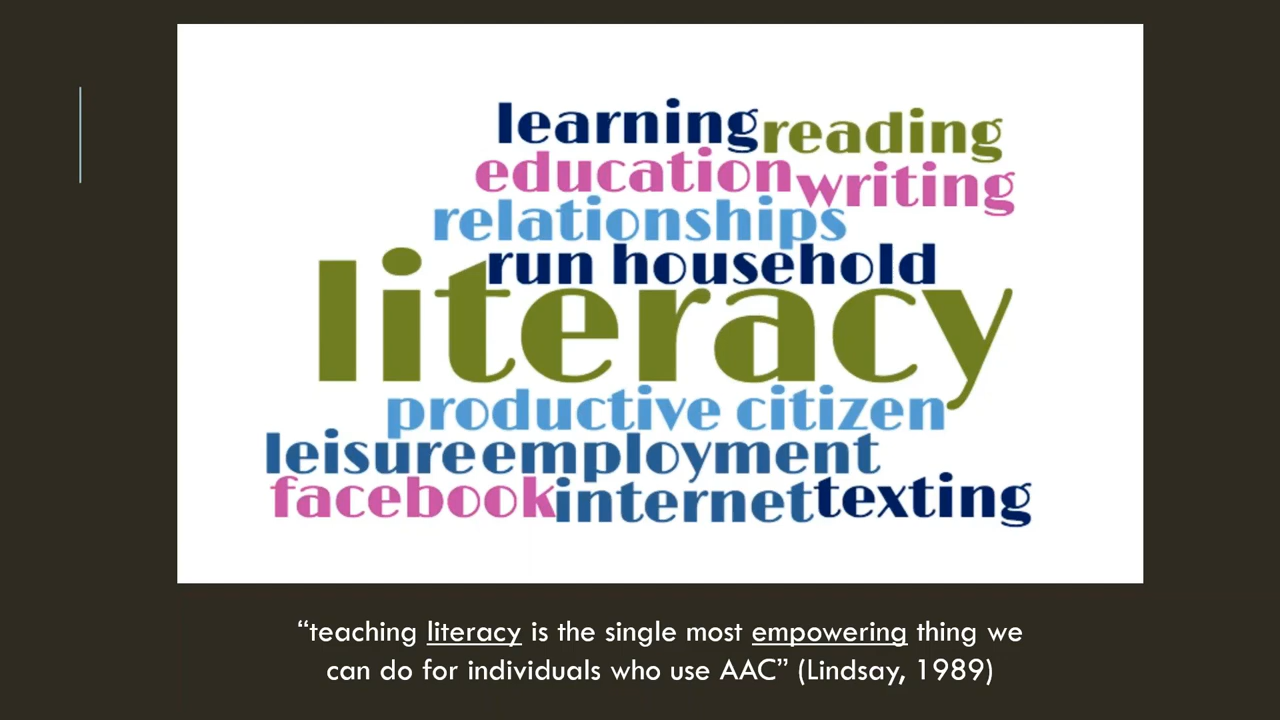 learning reading
education writing
relationships
run household
literacy
productive citizen
leisure employment
facebook internet texting
“teaching literacy is the single most empowering thing we
can do for individuals who use AAC” (Lindsay, 1989)